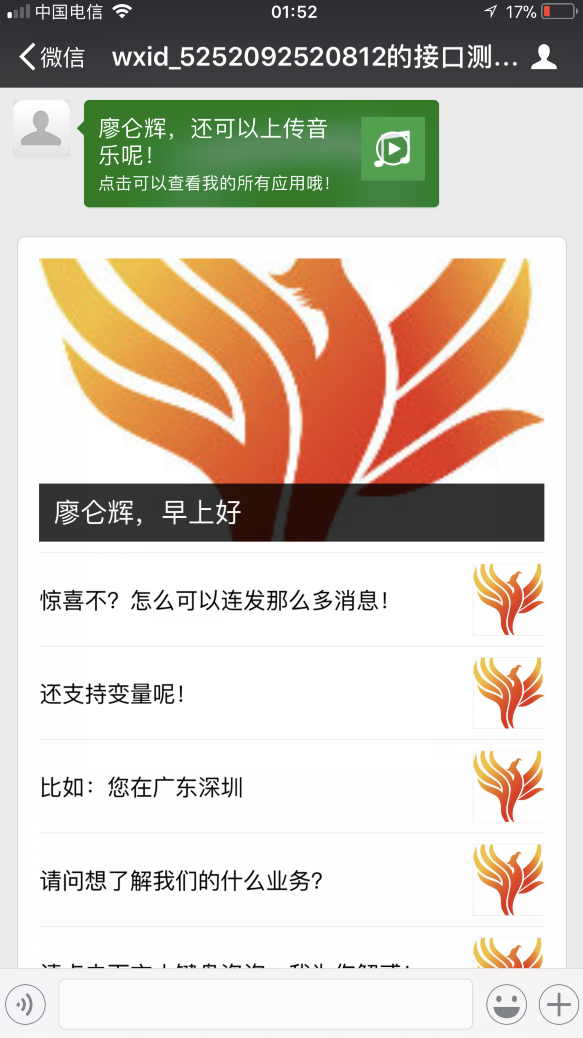 中国电信
01:52
17%
微信
wxid_5252092520812的接口测...
廖仑辉，还可以上传音
乐呢！
点击可以查看我的所有应用哦！
廖仑辉，早上好
惊喜不？怎么可以连发那么多消息！
还支持变量呢！
比如：您在广东深圳
请问想了解我们的什么业务？